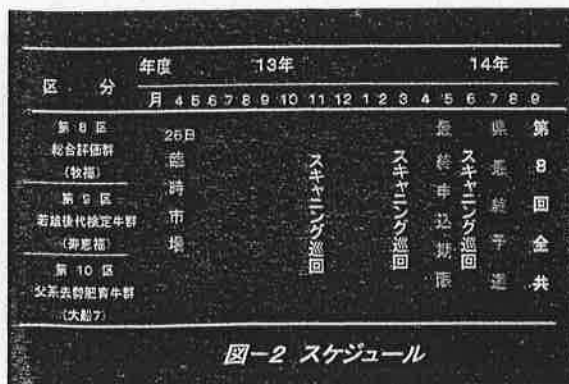 年度 13年 14年
区 分
月 4 5 6 7 8 9 10 11 12 1 2 3 4 5 6 7 8 9
第 8 区
総合評価群
(牧福)
第 9 区
若雄後代検定牛群
(御恵福)
第 10 区
父系去勢肥育牛群
(大船7)
26日
臨時市場
スキャニング巡回
スキャニング巡回
最終申込期限
スキャニング巡回
県最終予選
第8回全共
図-2 スケジュール